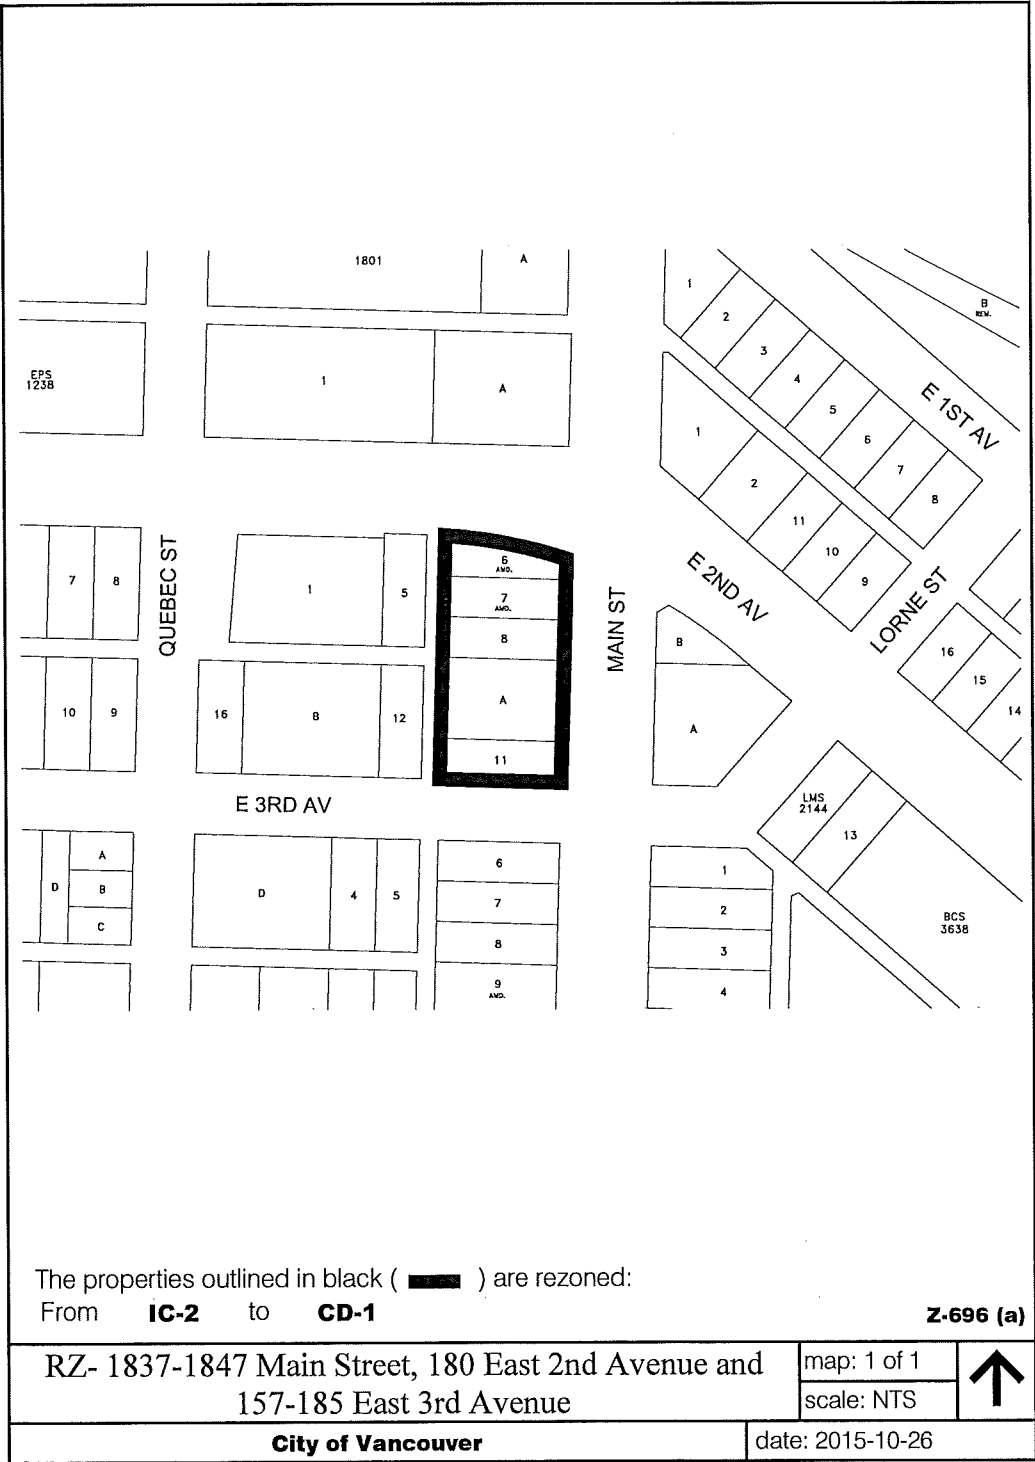 1801
A
1
B
REM.
2
3
EPS
1238
1
A
4
5
E 1ST AV
6
7
8
1
2
11
10
9
E 2ND AV
LORNE ST
7
8
QUEBEC ST
1
5
6
AMD.
7
AMD.
8
A
11
MAIN ST
B
A
16
15
14
10
9
16
B
12
E 3RD AV
LMS
2144
13
BCS
3638
D
A
B
C
D
4
5
6
7
8
9
AMD.
1
2
3
4
The properties outlined in black ( ) are rezoned:
From IC-2 to CD-1
Z-696 (a)
RZ- 1837-1847 Main Street, 180 East 2nd Avenue and
157-185 East 3rd Avenue
map: 1 of 1
scale: NTS
City of Vancouver
date: 2015-10-26